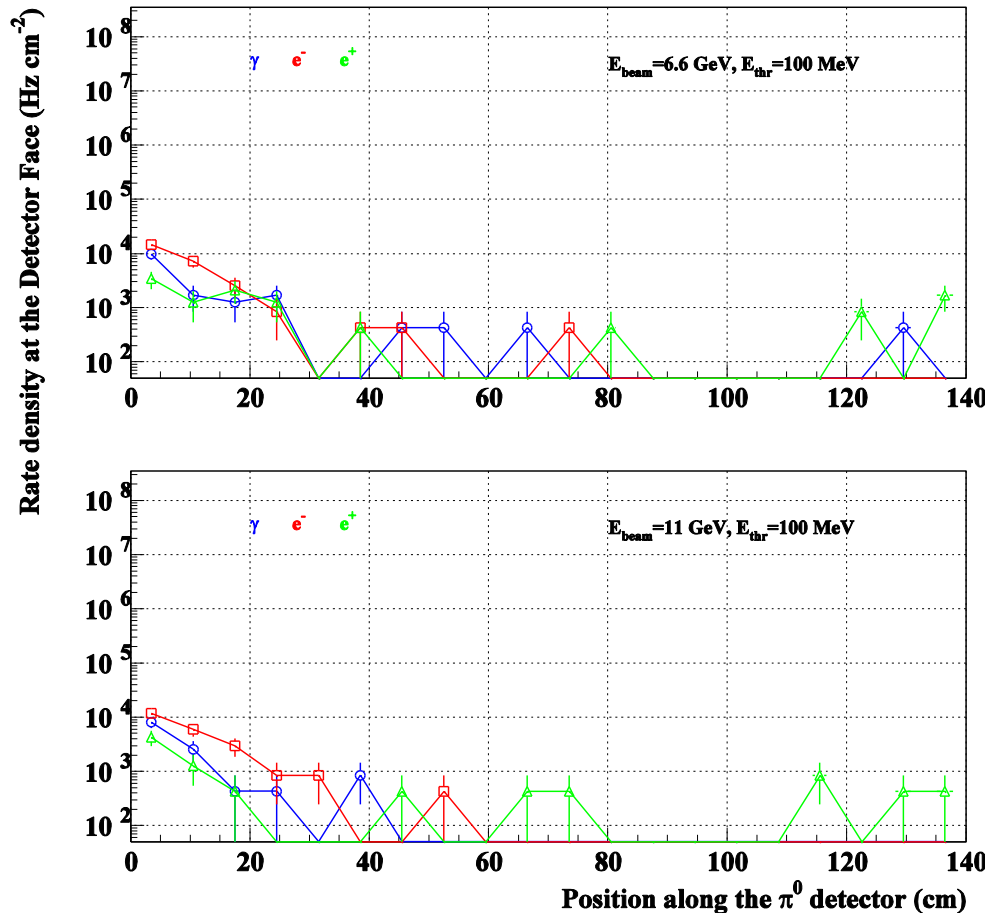 Rate density at the Detector Face (Hz cm⁻²)
10⁸
10⁷
10⁶
10⁵
10⁴
10³
10²
γ e⁻ e⁺
E_beam=6.6 GeV, E_thr=100 MeV
0 20 40 60 80 100 120 140
10⁸
10⁷
10⁶
10⁵
10⁴
10³
10²
γ e⁻ e⁺
E_beam=11 GeV, E_thr=100 MeV
0 20 40 60 80 100 120 140
Position along the π⁰ detector (cm)